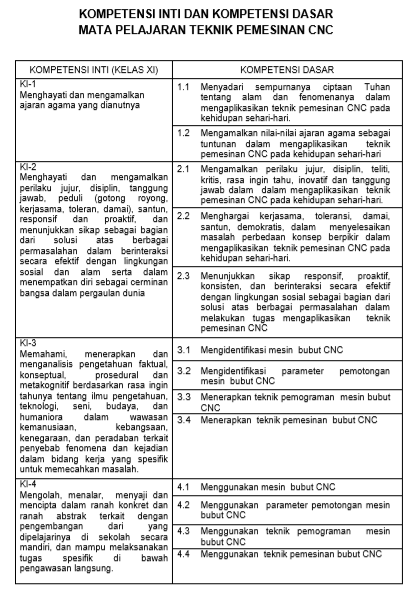 KOMPETENSI INTI DAN KOMPETENSI DASAR
MATA PELAJARAN TEKNIK PEMESINAN CNC
KOMPETENSI INTI (KELAS XI)
KOMPETENSI DASAR
KI-1
Menghayati dan mengamalkan
ajaran agama yang dianutnya
1.1 Menyadari sempurnanya ciptaan Tuhan
tentang alam dan fenomenanya dalam
mengaplikasikan teknik pemesinan CNC pada
kehidupan sehari-hari.
1.2 Mengamalkan nilai-nilai ajaran agama sebagai
tuntunan dalam mengaplikasikan teknik
pemesinan CNC pada kehidupan sehari-hari
KI-2
Menghayati dan mengamalkan
perilaku jujur, disiplin, tanggung
jawab, peduli (gotong royong,
kerjasama, toleran, damai), santun,
responsif dan proaktif, dan
menunjukkan sikap sebagai bagian
dari solusi atas berbagai
permasalahan dalam berinteraksi
secara efektif dengan lingkungan
sosial dan alam serta dalam
menempatkan diri sebagai cerminan
bangsa dalam pergaulan dunia
2.1 Mengamalkan perilaku jujur, disiplin, teliti,
kritis, rasa ingin tahu, inovatif dan tanggung
jawab dalam dalam mengaplikasikan teknik
pemesinan CNC pada kehidupan sehari-hari.
2.2 Menghargai kerjasama, toleransi, damai,
santun, demokratis, dalam menyelesaikan
masalah perbedaan konsep berpikir dalam
mengaplikasikan teknik pemesinan CNC pada
kehidupan sehari-hari.
2.3 Menunjukkan sikap responsif, proaktif,
konsisten, dan berinteraksi secara efektif
dengan lingkungan sosial sebagai bagian dari
solusi atas berbagai permasalahan dalam
melakukan tugas mengaplikasikan teknik
pemesinan CNC
KI-3
Memahami, menerapkan dan
menganalisis pengetahuan faktual,
konseptual, prosedural dan
metakognitif berdasarkan rasa ingin
tahunya tentang ilmu pengetahuan,
teknologi, seni, budaya, dan
humaniora dalam wawasan
kemanusiaan, kebangsaan,
kenegaraan, dan peradaban terkait
penyebab fenomena dan kejadian
dalam bidang kerja yang spesifik
untuk memecahkan masalah.
3.1 Mengidentifikasi mesin bubut CNC
3.2 Mengidentifikasi parameter pemotongan
mesin bubut CNC
3.3 Menerapkan teknik pemograman mesin bubut
CNC
3.4 Menerapkan teknik pemesinan bubut CNC
KI-4
Mengolah, menalar, menyaji dan
mencipta dalam ranah konkret dan
ranah abstrak terkait dengan
pengembangan dari yang
dipelajarinya di sekolah secara
mandiri, dan mampu melaksanakan
tugas spesifik di bawah
pengawasan langsung.
4.1 Menggunakan mesin bubut CNC
4.2 Menggunakan parameter pemotongan mesin
bubut CNC
4.3 Menggunakan teknik pemograman mesin
bubut CNC
4.4 Menggunakan teknik pemesinan bubut CNC